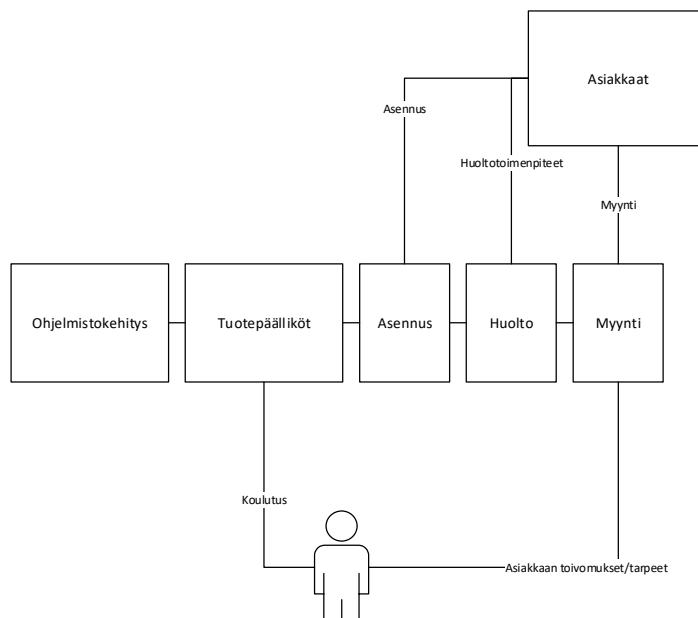 Asiakkaat
Asennus
Huoltotoimenpiteet
Myynti
Ohjelmistokehitys
Tuotepäälliköt
Asennus
Huolto
Myynti
Koulutus
Asiakkaan toivomukset/tarpeet